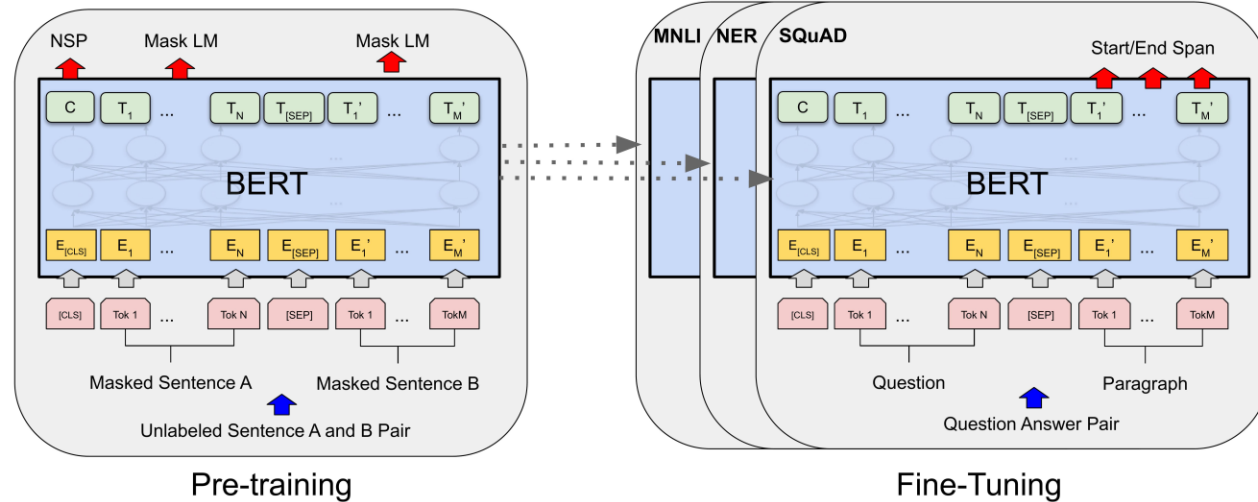 NSP Mask LM Mask LM
C T1 ... TN T[SEP] T1' ... TM'
...
...
BERT
E[CLS] E1 ... EN E[SEP] E1' ... EM'
[CLS] Tok 1 ... Tok N [SEP] Tok 1 ... TokM
Masked Sentence A Masked Sentence B
Unlabeled Sentence A and B Pair
Pre-training
MNLI NER SQuAD
Start/End Span
C T1 ... TN T[SEP] T1' ... TM'
...
...
BERT
E[CLS] E1 ... EN E[SEP] E1' ... EM'
[CLS] Tok 1 ... Tok N [SEP] Tok 1 ... TokM
Question Paragraph
Question Answer Pair
Fine-Tuning